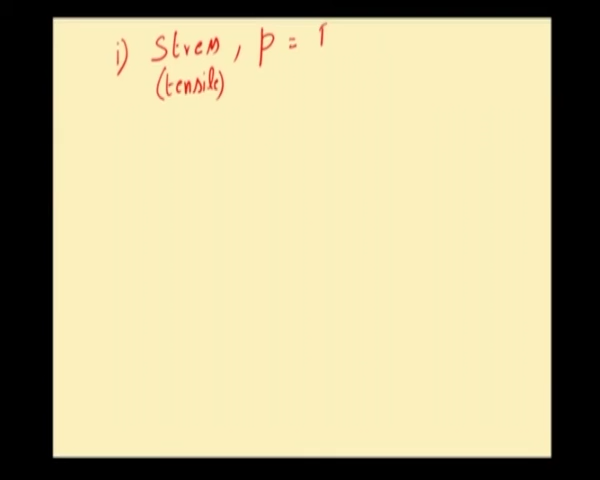 i) Stress, p =
(tensile)